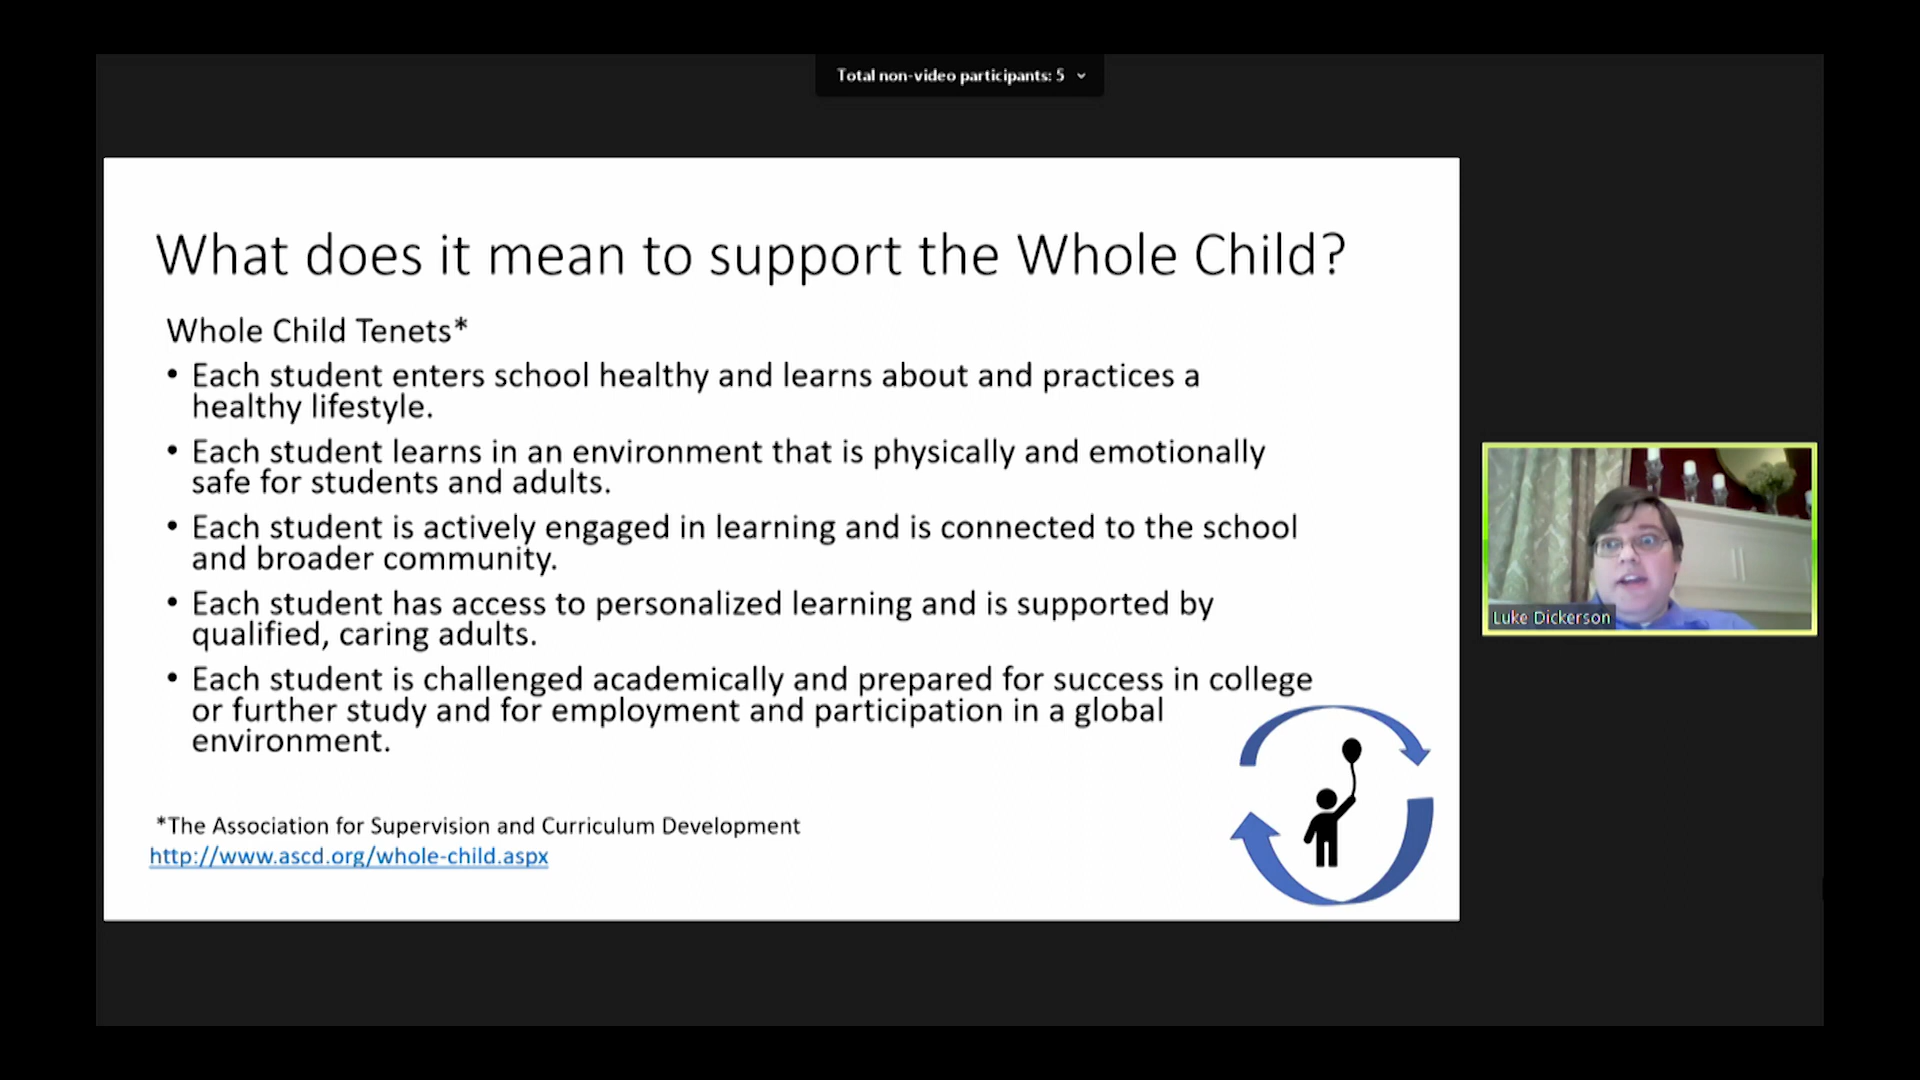 Total non-video participants: 5
What does it mean to support the Whole Child?
Whole Child Tenets*
• Each student enters school healthy and learns about and practices a
healthy lifestyle.
• Each student learns in an environment that is physically and emotionally
safe for students and adults.
• Each student is actively engaged in learning and is connected to the school
and broader community.
• Each student has access to personalized learning and is supported by
qualified, caring adults.
• Each student is challenged academically and prepared for success in college
or further study and for employment and participation in a global
environment.
*The Association for Supervision and Curriculum Development
http://www.ascd.org/whole-child.aspx
Luke Dickerson